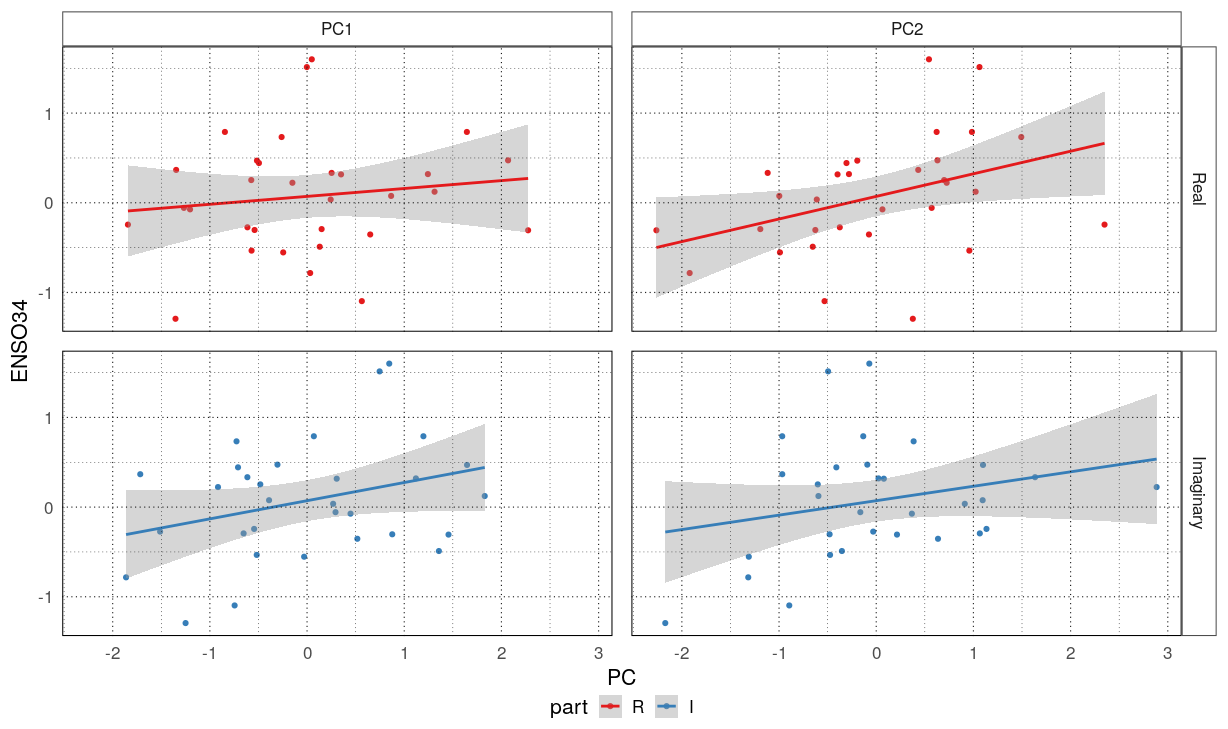 PC1 PC2
1
0
-1
Real
ENSO34
1
0
-1
Imaginary
-2 -1 0 1 2 3 -2 -1 0 1 2 3
PC
part R I